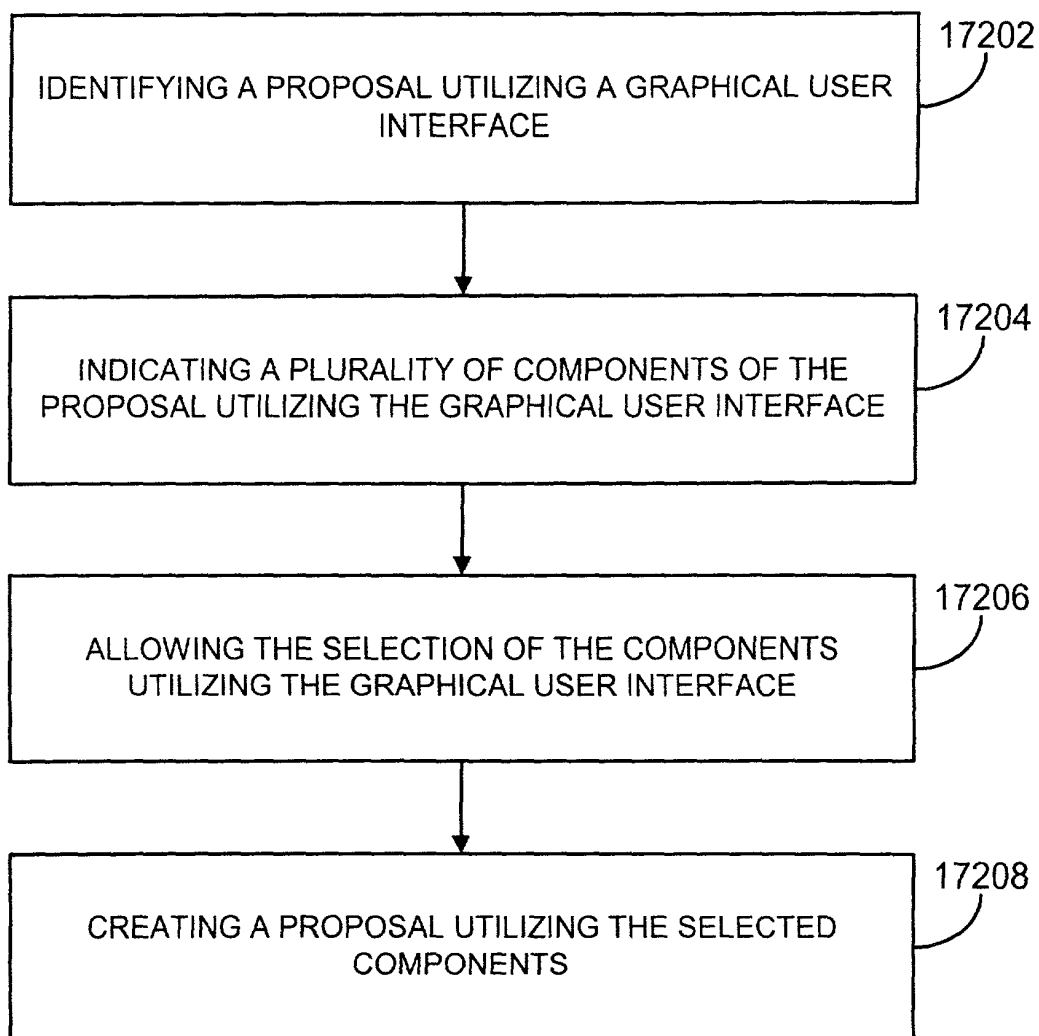 17202
IDENTIFYING A PROPOSAL UTILIZING A GRAPHICAL USER
INTERFACE
17204
INDICATING A PLURALITY OF COMPONENTS OF THE
PROPOSAL UTILIZING THE GRAPHICAL USER INTERFACE
17206
ALLOWING THE SELECTION OF THE COMPONENTS
UTILIZING THE GRAPHICAL USER INTERFACE
17208
CREATING A PROPOSAL UTILIZING THE SELECTED
COMPONENTS